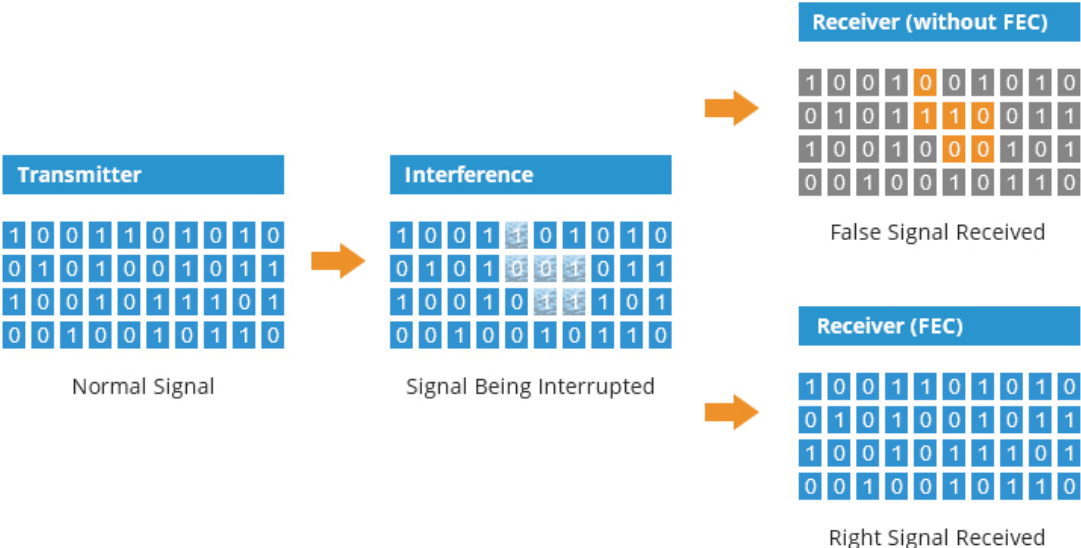 Transmitter
1 0 0 1 1 0 1 0 1 0
0 1 0 1 0 0 1 0 1 1
1 0 0 1 0 1 1 1 0 1
0 0 1 0 0 1 0 1 1 0
Normal Signal
Interference
1 0 0 1 1 0 1 0 1 0
0 1 0 1 0 0 1 0 1 1
1 0 0 1 0 1 1 1 0 1
0 0 1 0 0 1 0 1 1 0
Signal Being Interrupted
Receiver (without FEC)
1 0 0 1 0 0 1 0 1 0
0 1 0 1 1 1 0 0 1 1
1 0 0 1 0 0 0 1 0 1
0 0 1 0 0 1 0 1 1 0
False Signal Received
Receiver (FEC)
1 0 0 1 1 0 1 0 1 0
0 1 0 1 0 0 1 0 1 1
1 0 0 1 0 1 1 1 0 1
0 0 1 0 0 1 0 1 1 0
Right Signal Received